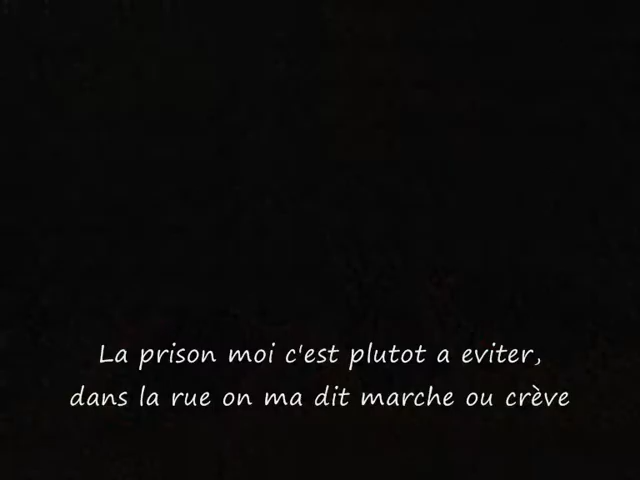 La prison moi c'est plutot a eviter,
dans la rue on ma dit marche ou crève